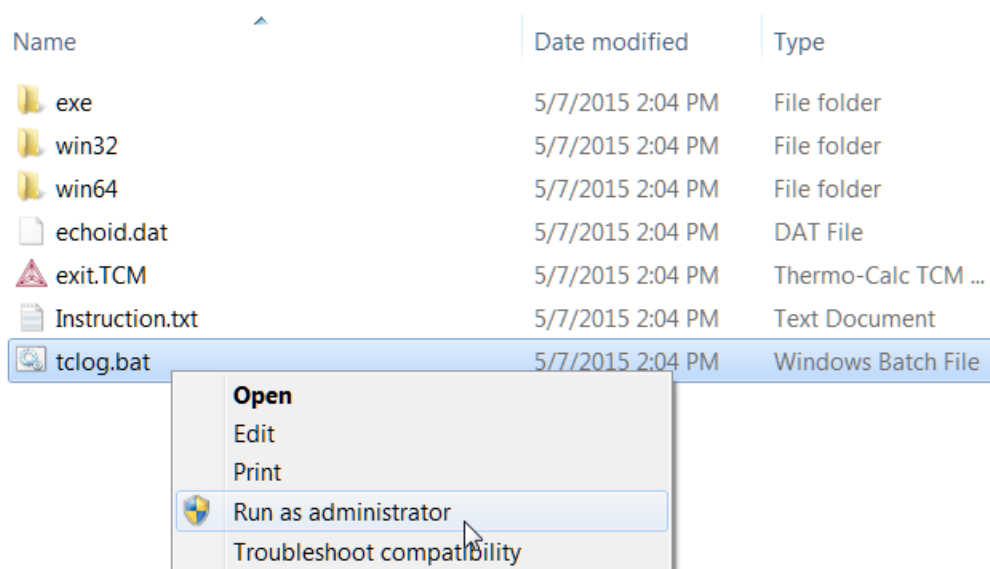 Name Date modified Type
exe 5/7/2015 2:04 PM File folder
win32 5/7/2015 2:04 PM File folder
win64 5/7/2015 2:04 PM File folder
echoid.dat 5/7/2015 2:04 PM DAT File
exit.TCM 5/7/2015 2:04 PM Thermo-Calc TCM ...
Instruction.txt 5/7/2015 2:04 PM Text Document
tclog.bat 5/7/2015 2:04 PM Windows Batch File
Open
Edit
Print
Run as administrator
Troubleshoot compatibility